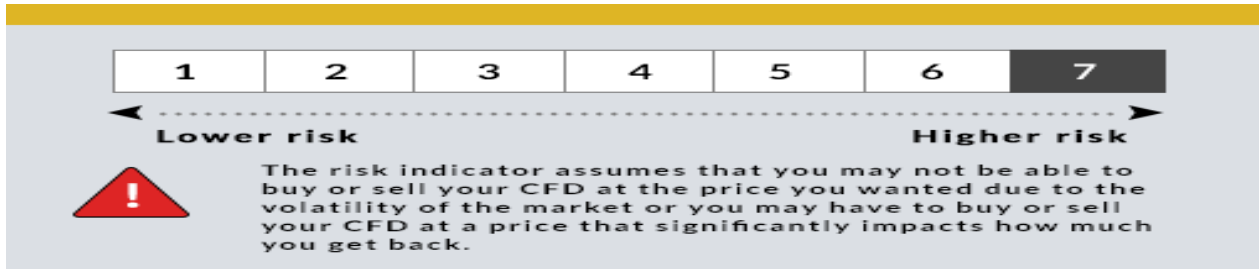 1 2 3 4 5 6 7
Lower risk Higher risk
!
The risk indicator assumes that you may not be able to
buy or sell your CFD at the price you wanted due to the
volatility of the market or you may have to buy or sell
your CFD at a price that significantly impacts how much
you get back.